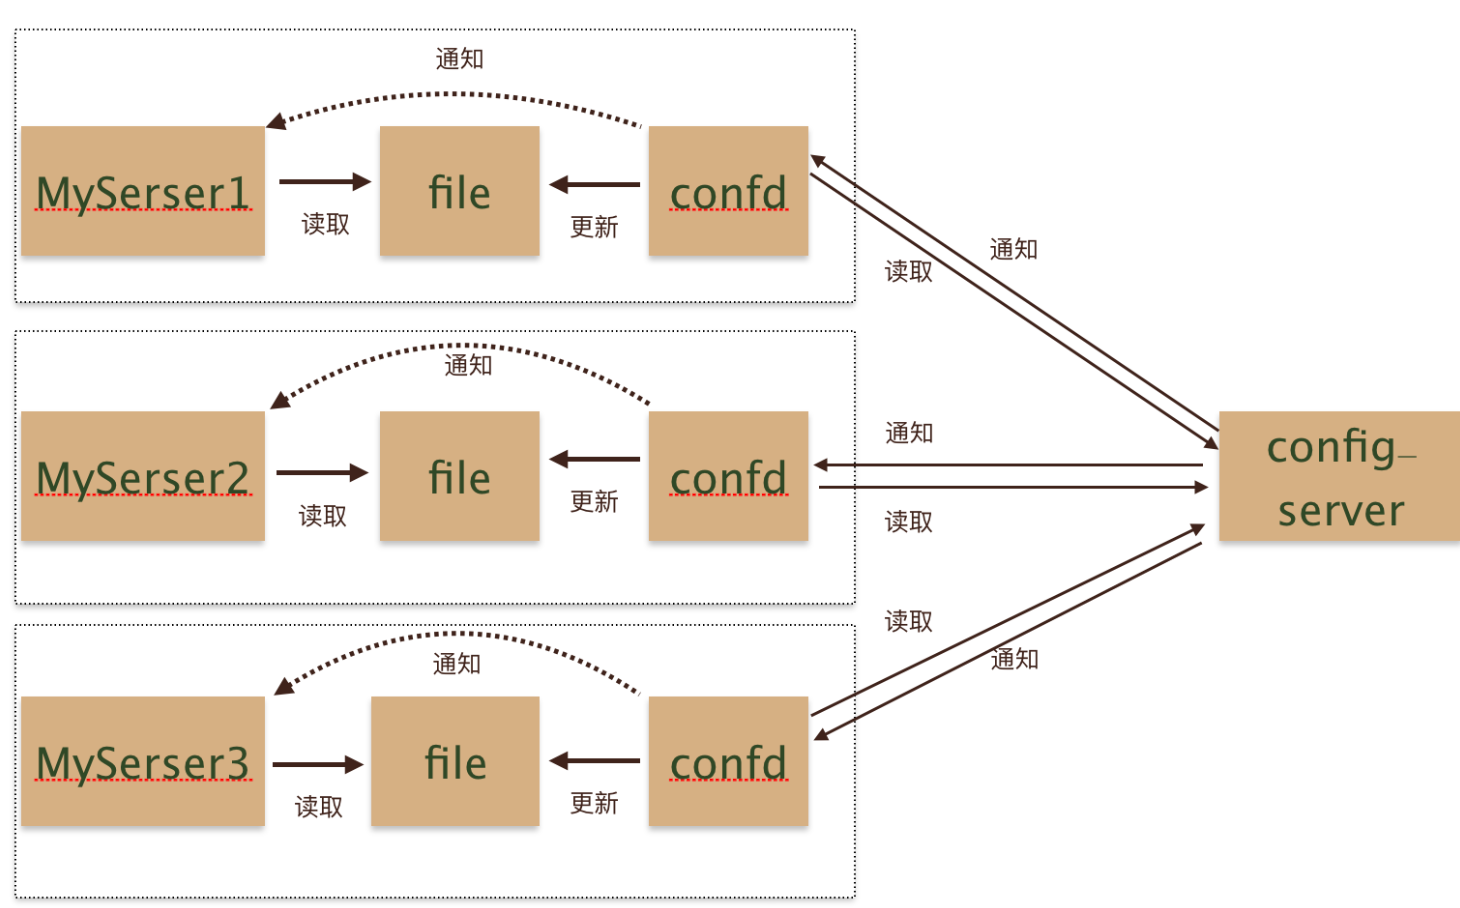 通知
MySerser1
file
confd
读取
更新
通知
读取
通知
MySerser2
file
confd
读取
更新
通知
读取
config_
server
通知
MySerser3
file
confd
读取
更新
读取
通知